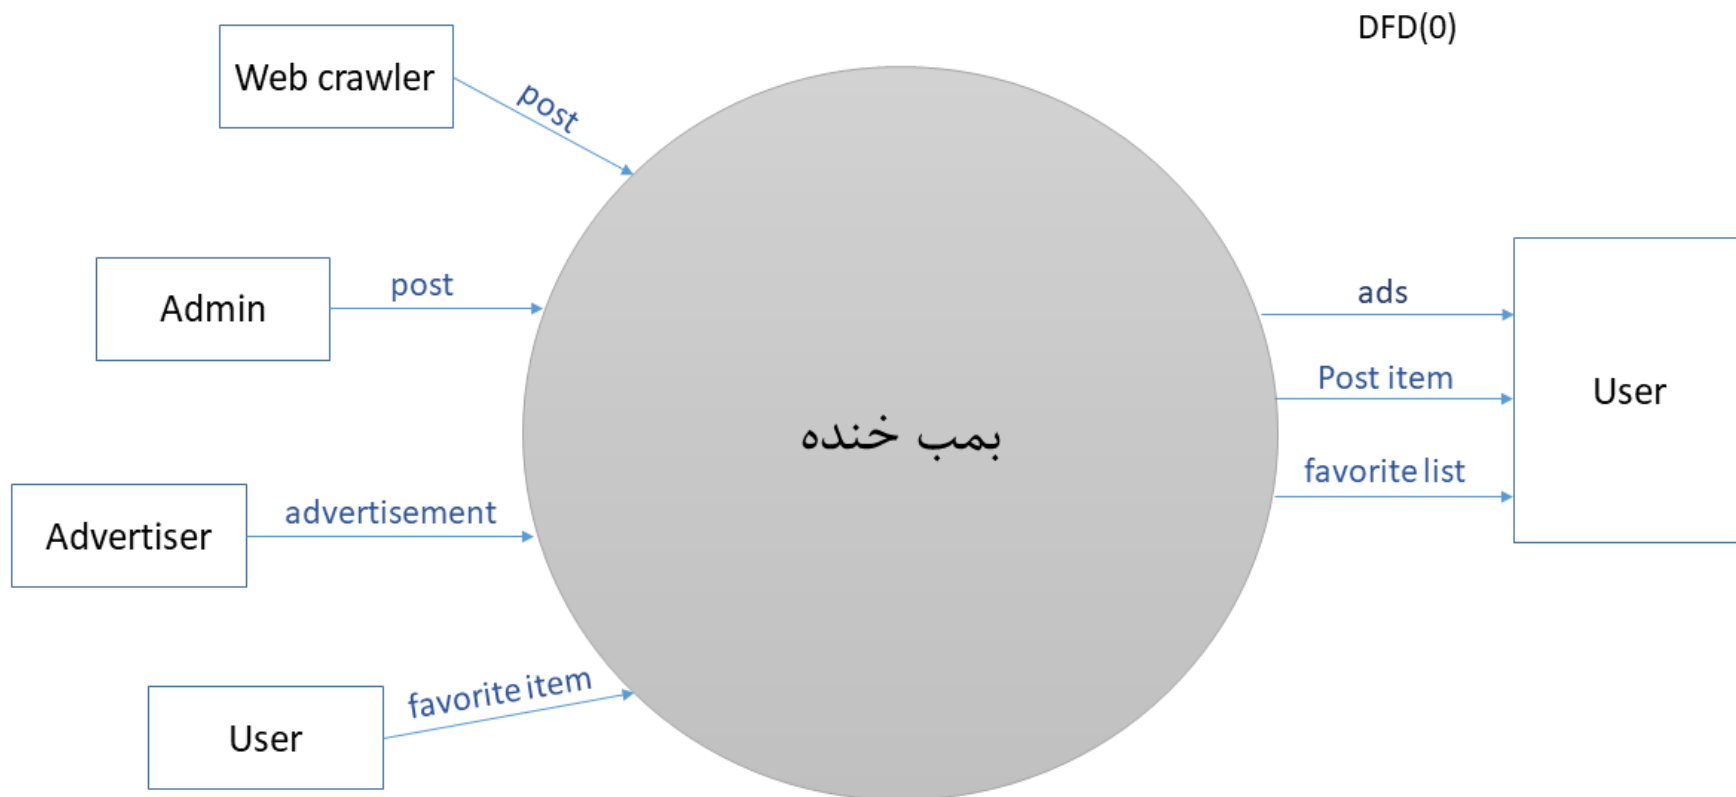 DFD(0)
Web crawler
post
Admin
post
Advertiser
advertisement
User
favorite item
بمب خنده
ads
Post item
favorite list
User